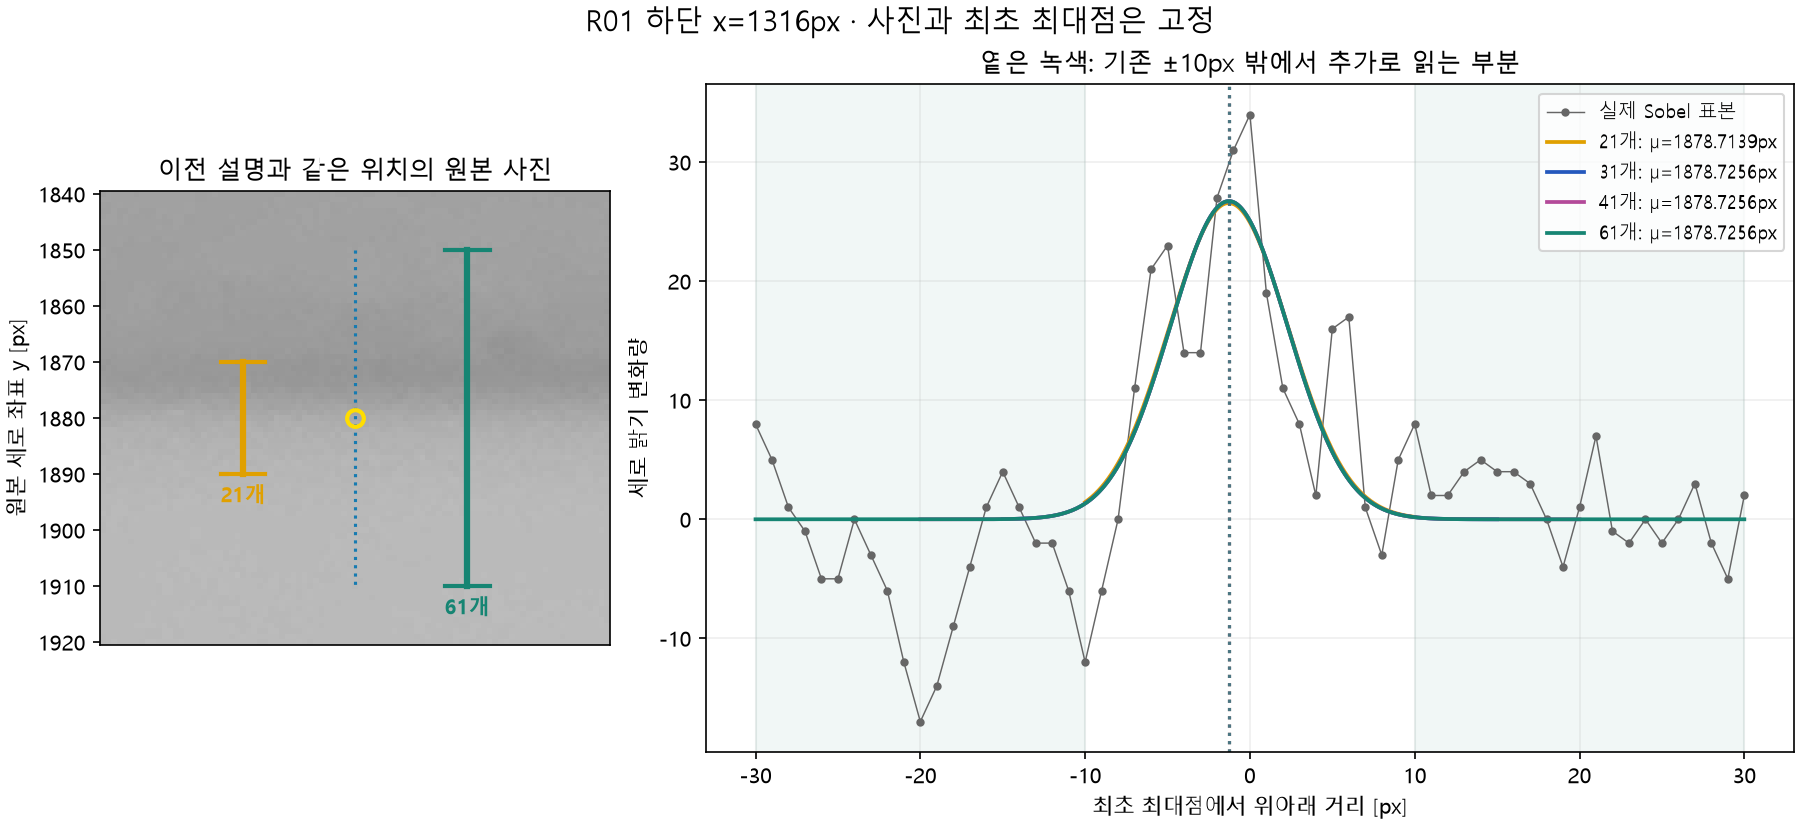 R01 하단 x=1316px · 사진과 최초 최대점은 고정
이전 설명과 같은 위치의 원본 사진
원본 세로 좌표 y [px]
1840
1850
1860
1870
1880
1890
1900
1910
1920
21개
61개
옅은 녹색: 기존 ±10px 밖에서 추가로 읽는 부분
세로 밝기 변화량
30
20
10
0
-10
실제 Sobel 표본
21개: μ=1878.7139px
31개: μ=1878.7256px
41개: μ=1878.7256px
61개: μ=1878.7256px
-30 -20 -10 0 10 20 30
최초 최대점에서 위아래 거리 [px]